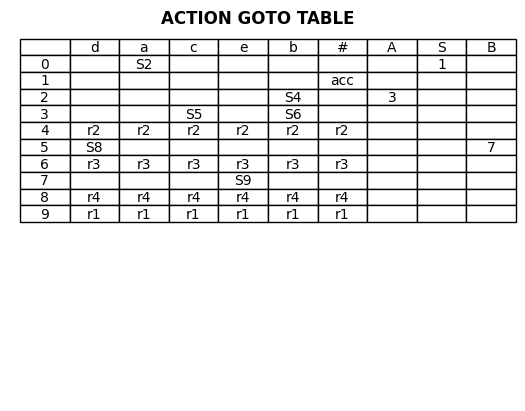 ACTION GOTO TABLE
d a c e b # A S B
0 S2 1
1 acc
2 S4 3
3 S5 S6
4 r2 r2 r2 r2 r2 r2
5 S8 7
6 r3 r3 r3 r3 r3 r3
7 S9
8 r4 r4 r4 r4 r4 r4
9 r1 r1 r1 r1 r1 r1